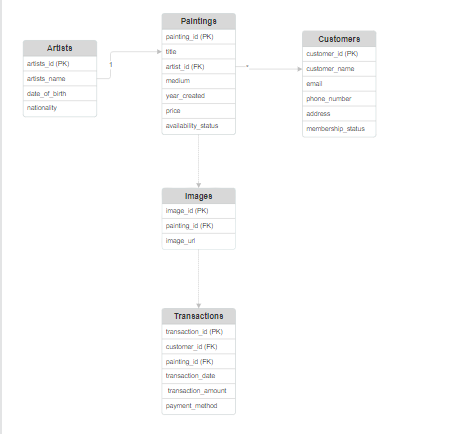 Artists
artists_id (PK)
artists_name
date_of_birth
nationality
1
Paintings
painting_id (PK)
title
artist_id (FK)
medium
year_created
price
availability_status
*
Customers
customer_id (PK)
customer_name
email
phone_number
address
membership_status
Images
image_id (PK)
painting_id (FK)
image_url
Transactions
transaction_id (PK)
customer_id (FK)
painting_id (FK)
transaction_date
transaction_amount
payment_method